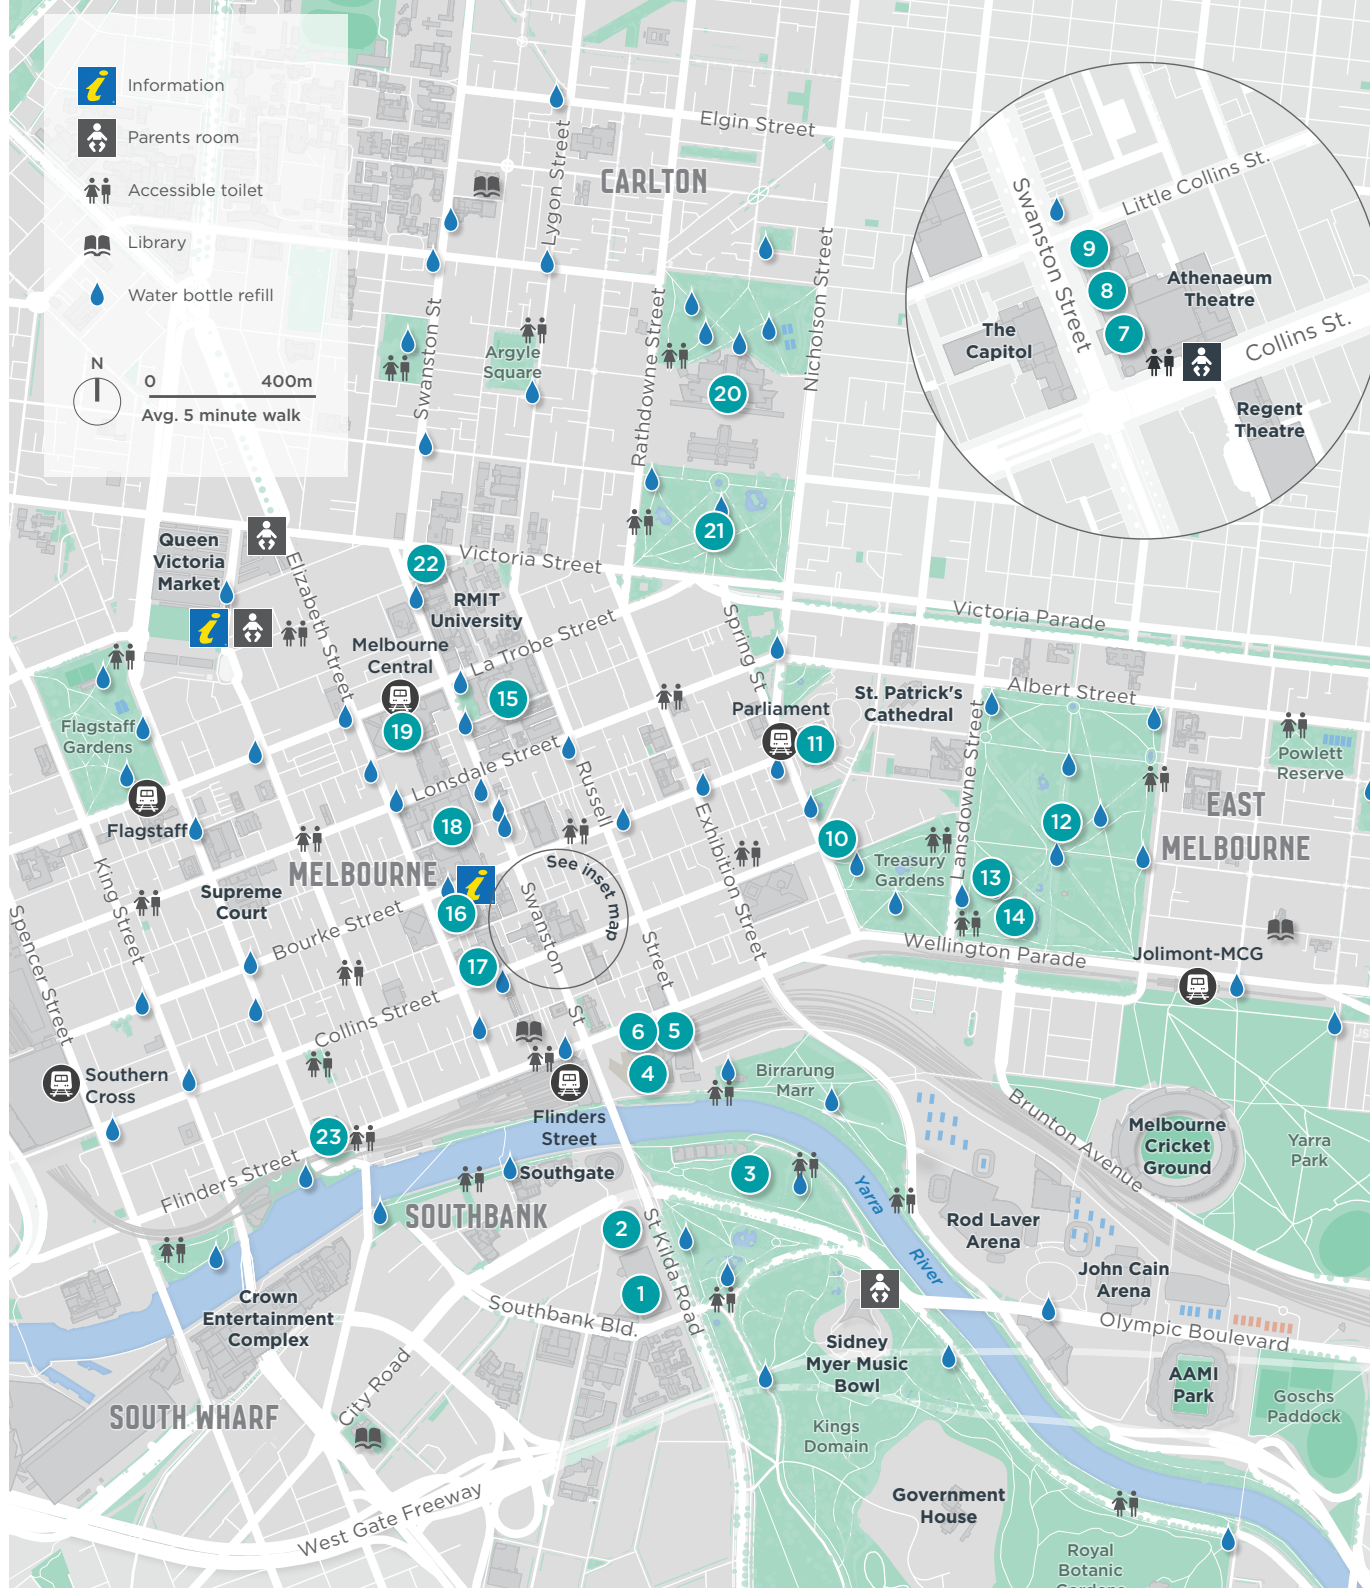 Information
Parents room
Accessible toilet
Library
Water bottle refill
N
0 400m
Avg. 5 minute walk
Elgin Street
CARLTON
Lygon Street
Swanston St
Argyle
Square
Rathdowne Street
Nicholson Street
20
21
Little Collins St.
Swanston Street
9
8
7
Athenaeum
Theatre
The
Capitol
Collins St.
Regent
Theatre
Queen
Victoria
Market
Elizabeth Street
22
Victoria Street
RMIT
University
Melbourne
Central
La Trobe Street
15
19
Spring St
Victoria Parade
Albert Street
St. Patrick's
Cathedral
Parliament
11
Lansdowne Street
Powlett
Reserve
Flagstaff
Gardens
Flagstaff
Lonsdale Street
Russell
Street
18
Exhibition Street
10
12
EAST
MELBOURNE
Treasury
Gardens
13
14
King Street
MELBOURNE
Supreme
Court
See inset map
Swanston
St
16
Bourke Street
17
Spencer Street
Wellington Parade
Jolimont-MCG
Collins Street
6
5
4
Southern
Cross
Birrarung
Marr
Flinders
Street
Brunton Avenue
Melbourne
Cricket
Ground
Yarra
Park
23
Flinders Street
Southgate
3
Yarra
River
SOUTHBANK
2
St Kilda Road
Rod Laver
Arena
John Cain
Arena
1
Southbank Bld.
Crown
Entertainment
Complex
Olympic Boulevard
Sidney
Myer Music
Bowl
AAMI
Park
Goschs
Paddock
City Road
SOUTH WHARF
Kings
Domain
Government
House
West Gate Freeway
Royal
Botanic
Gardens